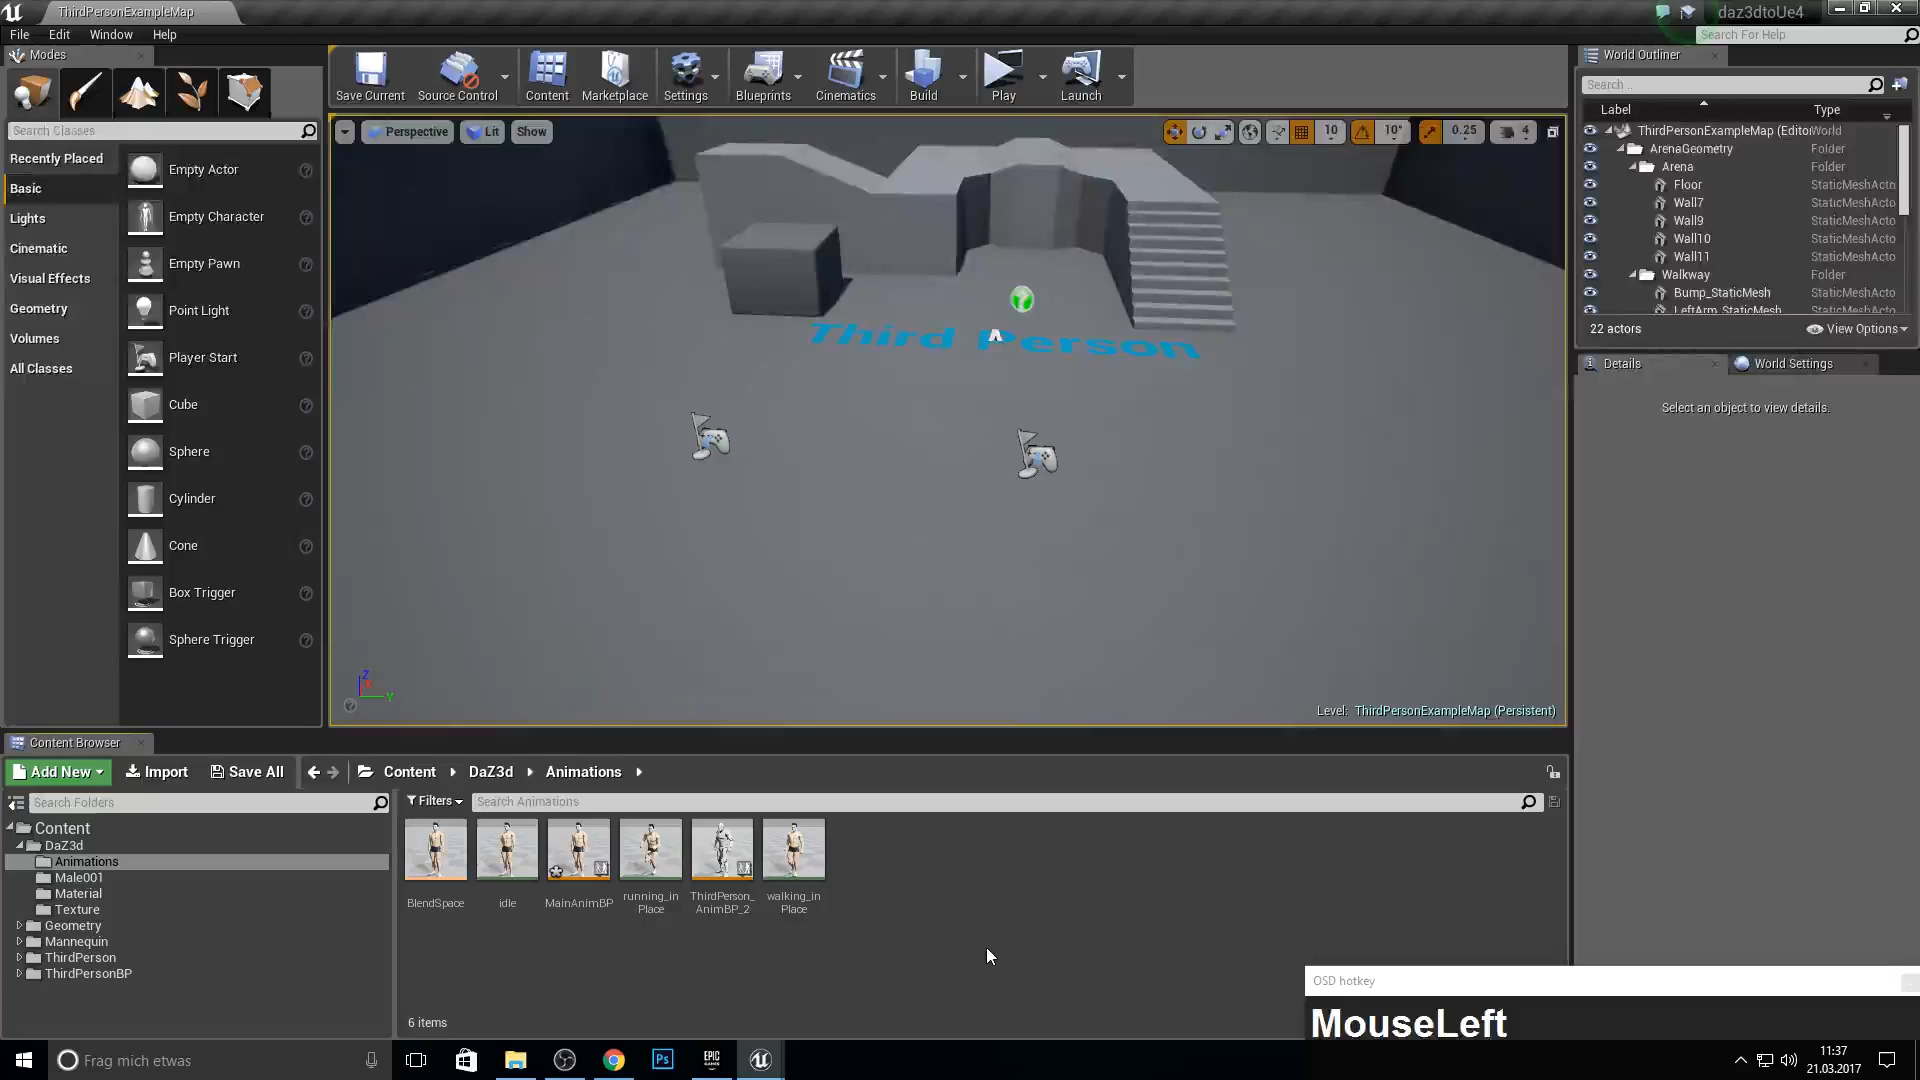 ThirdPersonExampleMap
daz3dtoUe4
File Edit Window Help
Search For Help
Modes
Save Current
Source Control
Content
Marketplace
Settings
Blueprints
Cinematics
Build
Play
Launch
World Outliner
Search...
Label Type
ThirdPersonExampleMap (Editor World
ArenaGeometry Folder
Arena Folder
Floor StaticMeshActo
Wall7 StaticMeshActo
Wall9 StaticMeshActo
Wall10 StaticMeshActo
Wall11 StaticMeshActo
Walkway Folder
Bump_StaticMesh StaticMeshActo
LeftArm_StaticMesh StaticMeshActo
22 actors View Options
Search Classes
Recently Placed
Basic
Lights
Cinematic
Visual Effects
Geometry
Volumes
All Classes
Empty Actor
Empty Character
Empty Pawn
Point Light
Player Start
Cube
Sphere
Cylinder
Cone
Box Trigger
Sphere Trigger
Perspective Lit Show
10 10° 0.25 4
Third Person
Z
Y
Level: ThirdPersonExampleMap (Persistent)
Details World Settings
Select an object to view details.
Content Browser
Add New Import Save All Content DaZ3d Animations
Search Folders
Content
DaZ3d
Animations
Male001
Material
Texture
Geometry
Mannequin
ThirdPerson
ThirdPersonBP
Filters Search Animations
BlendSpace
idle
MainAnimBP
running_in
Place
ThirdPerson_
AnimBP_2
walking_in
Place
6 items
OSD hotkey
MouseLeft
Frag mich etwas
Ps
EPIC
GAMES
11:37
21.03.2017